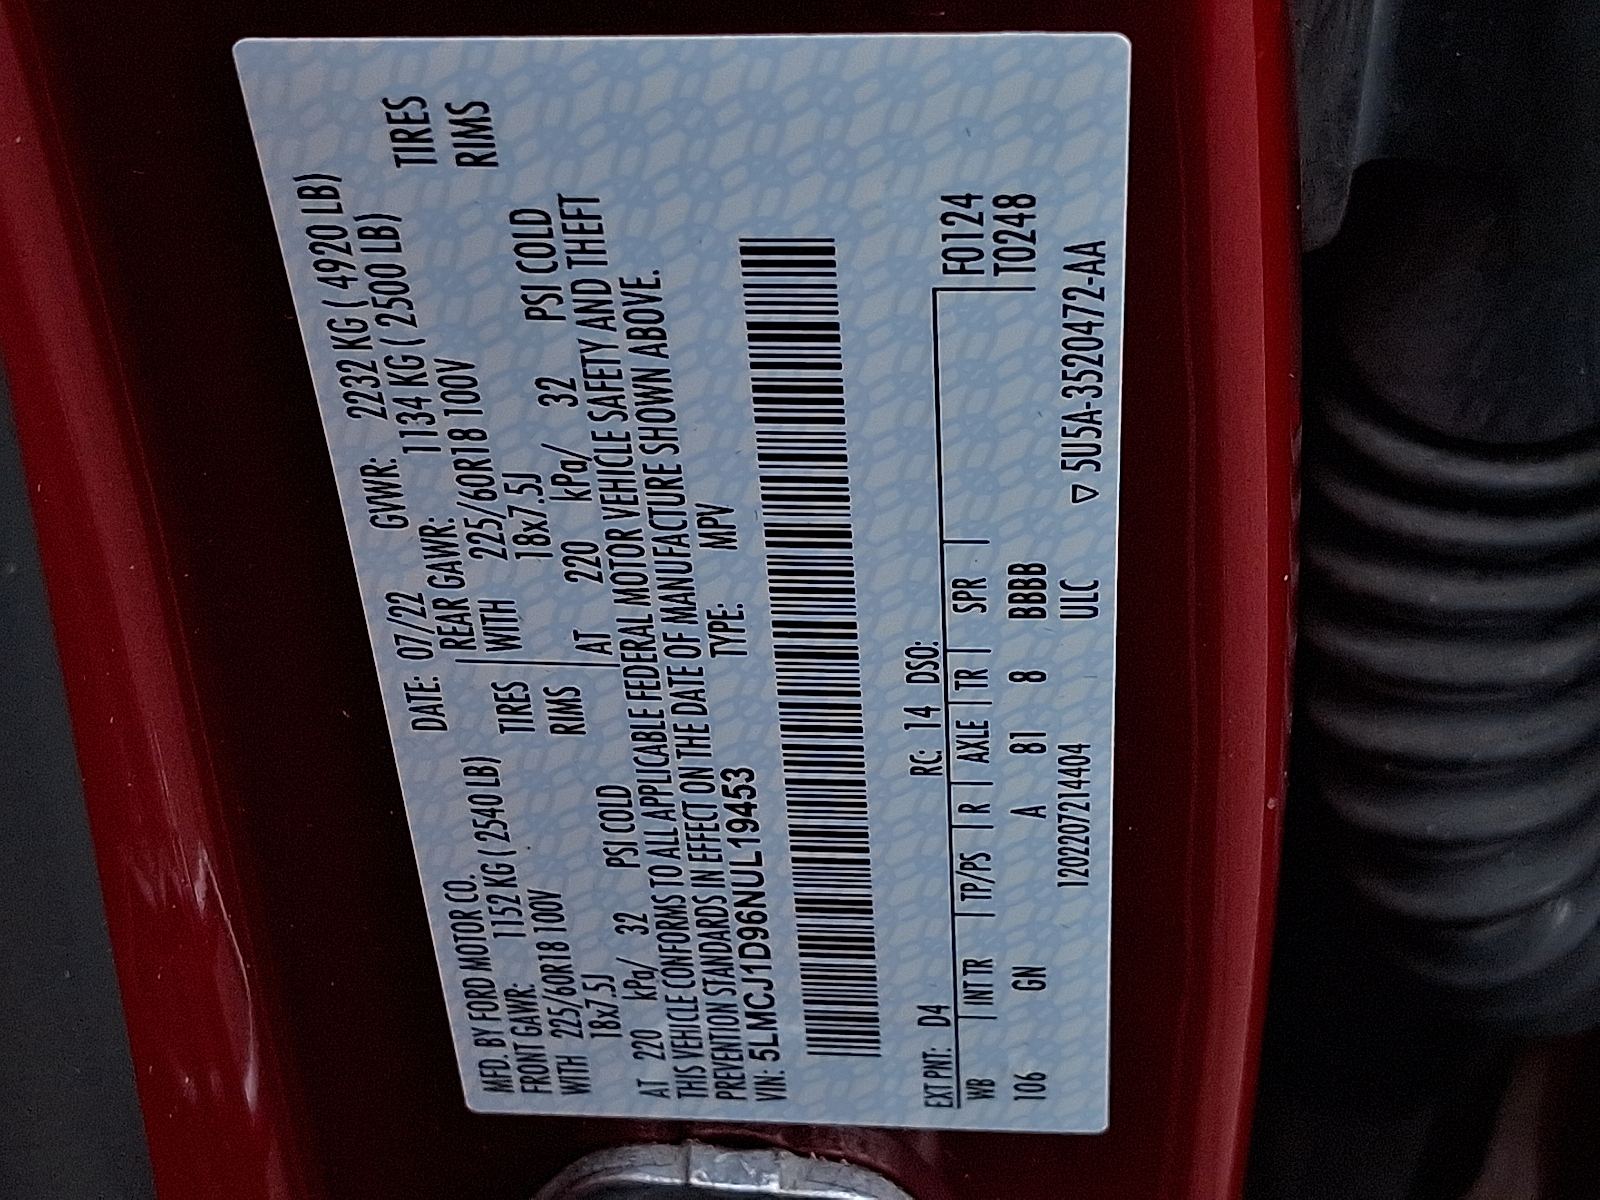 MFD. BY FORD MOTOR CO. DATE: 07/22 GVWR: 2232 KG ( 4920 LB)
FRONT GAWR: 1152 KG ( 2540 LB) REAR GAWR: 1134 KG ( 2500 LB)
WITH 225/60R18 100V TIRES WITH 225/60R18 100V TIRES
18x7.5J RIMS 18x7.5J RIMS
AT 220 kPa/ 32 PSI COLD AT 220 kPa/ 32 PSI COLD
THIS VEHICLE CONFORMS TO ALL APPLICABLE FEDERAL MOTOR VEHICLE SAFETY AND THEFT
PREVENTION STANDARDS IN EFFECT ON THE DATE OF MANUFACTURE SHOWN ABOVE.
VIN: 5LMCJ1D96NUL19453 TYPE: MPV
EXT PNT: D4 RC: 14 DSO: F0124
WB INT TR TP/PS R AXLE TR SPR T0248
106 GN A 81 8 BBBB
1202207214404 ULC ▽ 5U5A-3520472-AA